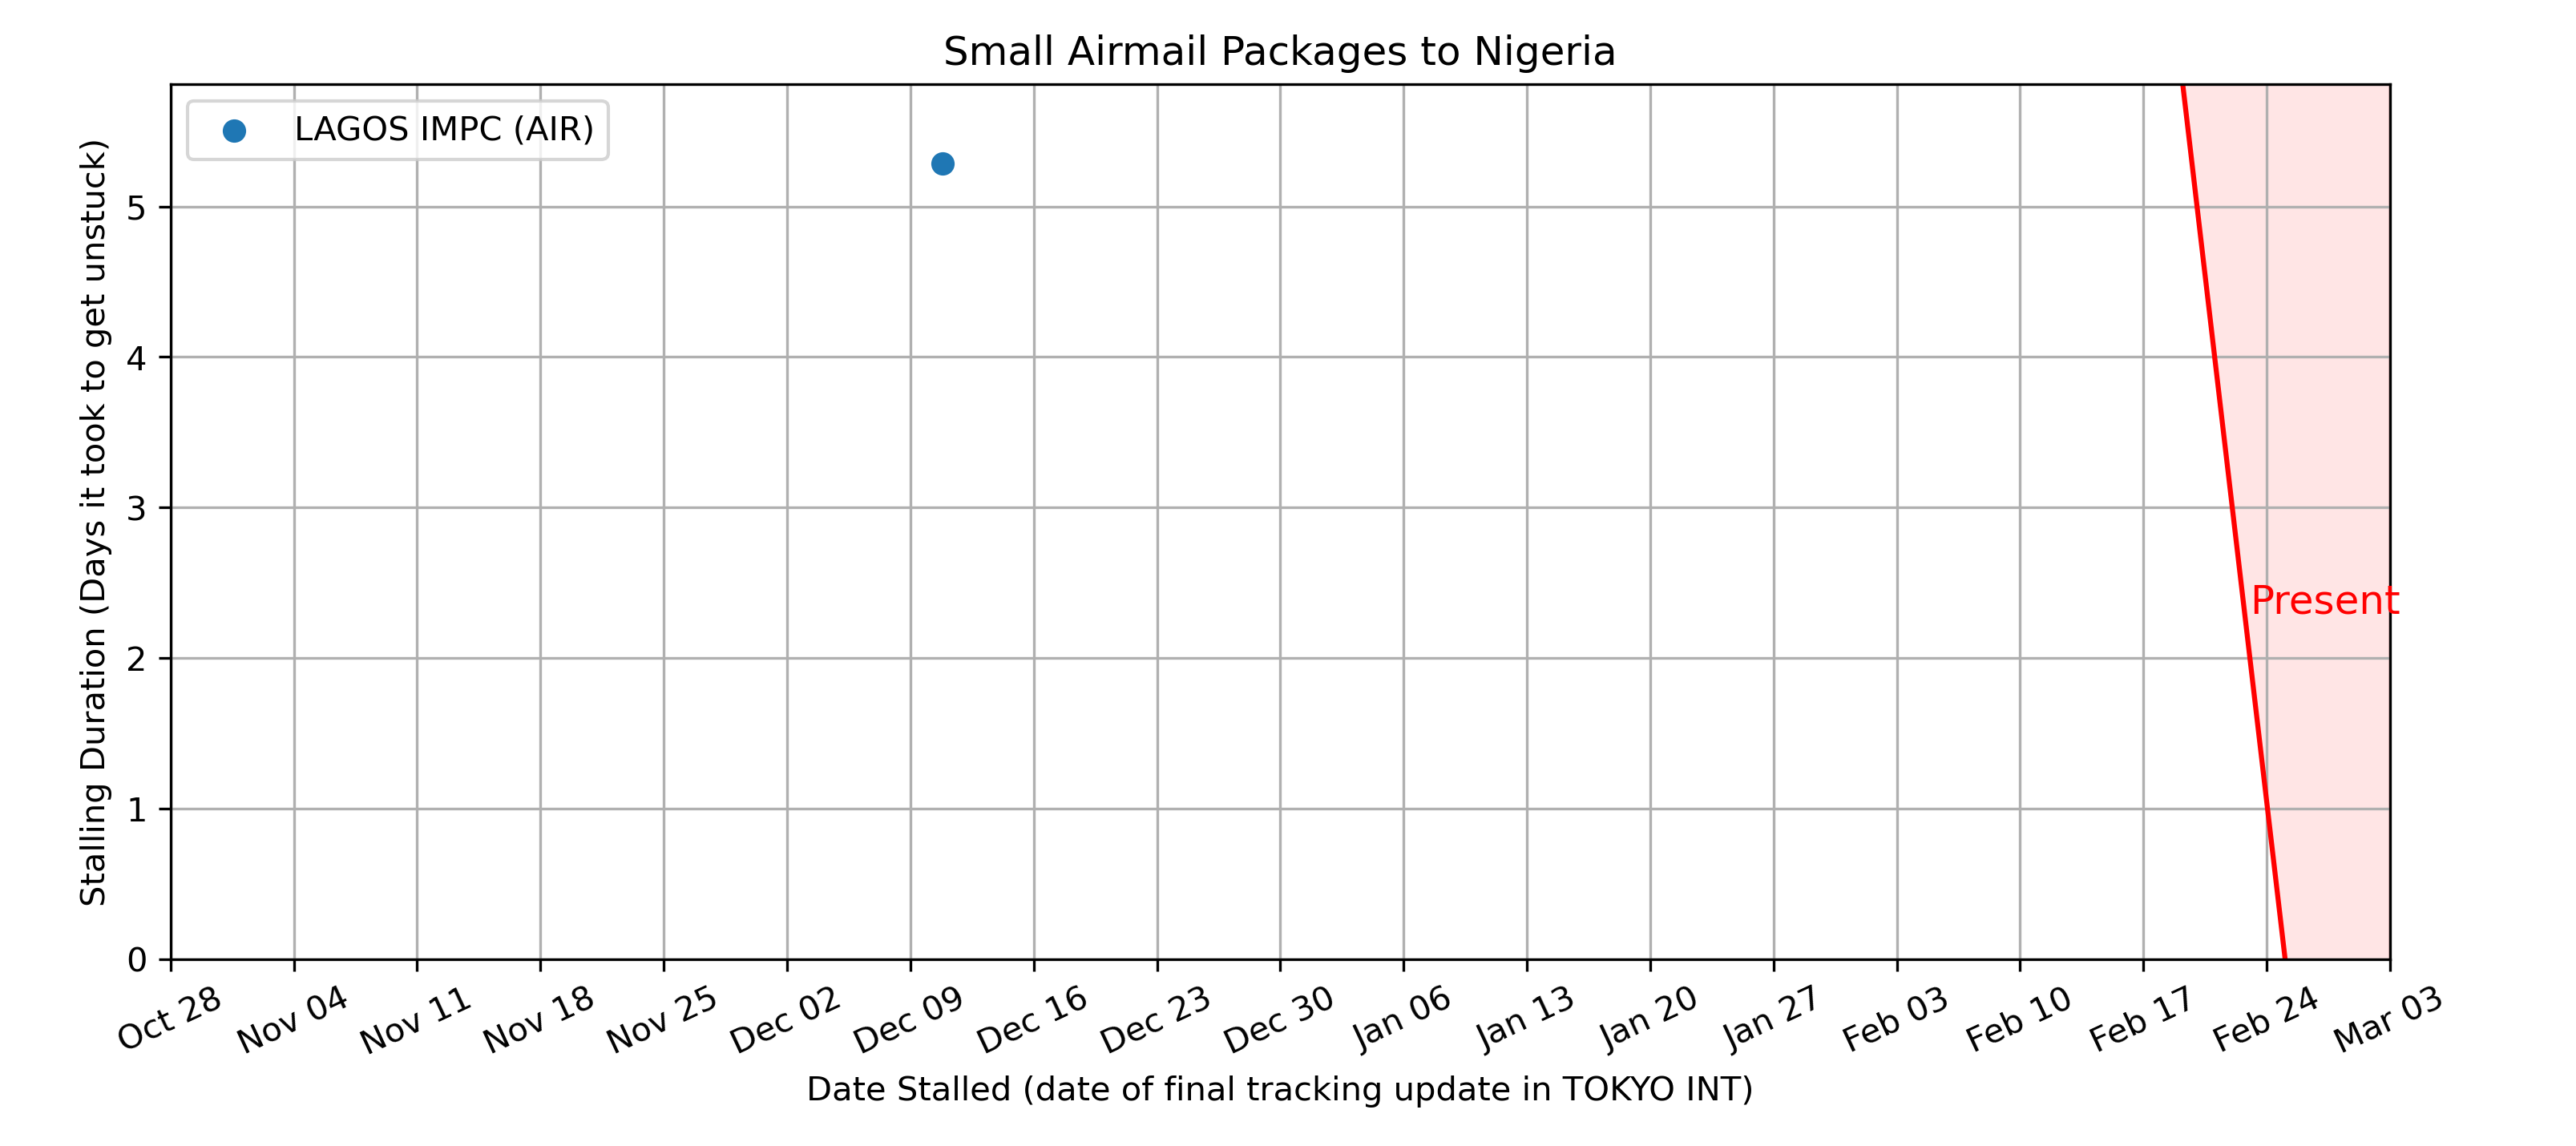 Small Airmail Packages to Nigeria
LAGOS IMPC (AIR)
Stalling Duration (Days it took to get unstuck)
5
4
3
2
1
0
Present
Oct 28 Nov 04 Nov 11 Nov 18 Nov 25 Dec 02 Dec 09 Dec 16 Dec 23 Dec 30 Jan 06 Jan 13 Jan 20 Jan 27 Feb 03 Feb 10 Feb 17 Feb 24 Mar 03
Date Stalled (date of final tracking update in TOKYO INT)